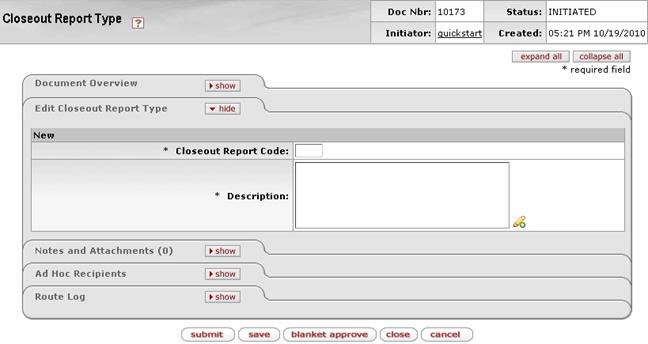 Closeout Report Type ?
Doc Nbr: 10173 Status: INITIATED
Initiator: quickstart Created: 05:21 PM 10/19/2010
expand all collapse all
* required field
Document Overview show
Edit Closeout Report Type hide
New
* Closeout Report Code:
* Description:
Notes and Attachments (0) show
Ad Hoc Recipients show
Route Log show
submit save blanket approve close cancel